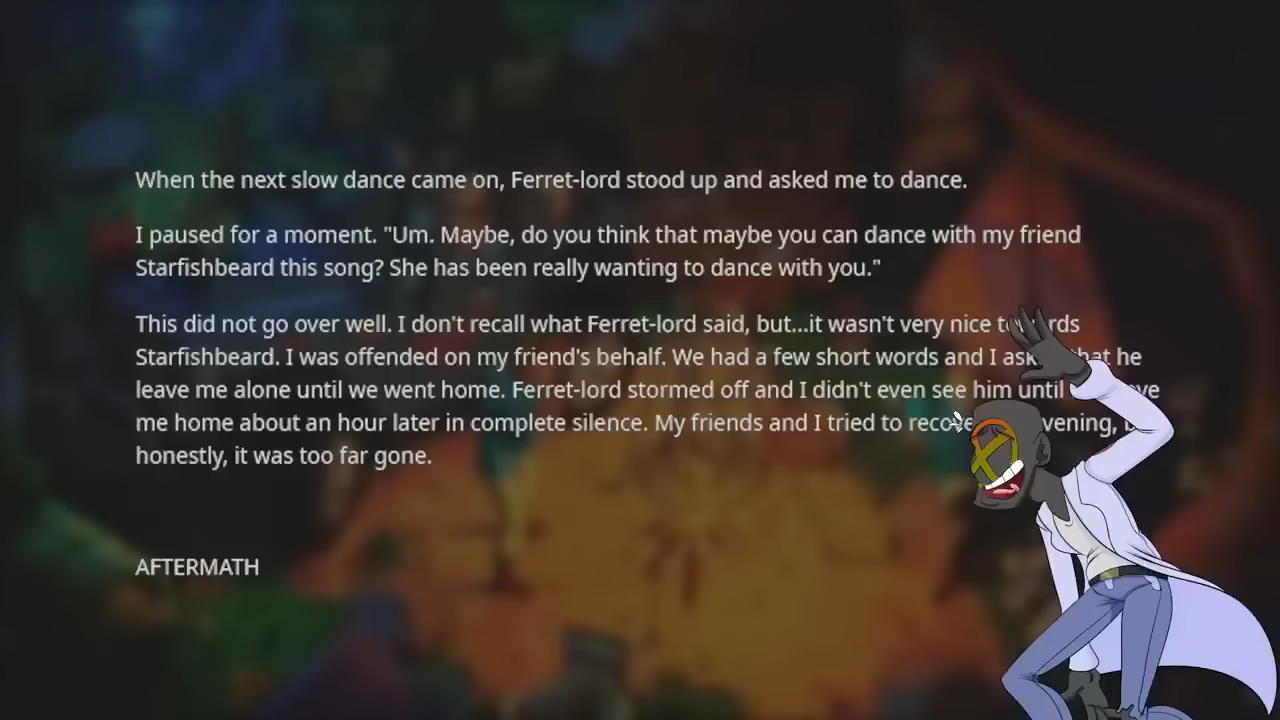 When the next slow dance came on, Ferret-lord stood up and asked me to dance.
I paused for a moment. "Um. Maybe, do you think that maybe you can dance with my friend
Starfishbeard this song? She has been really wanting to dance with you."
This did not go over well. I don't recall what Ferret-lord said, but...it wasn't very nice towards
Starfishbeard. I was offended on my friend's behalf. We had a few short words and I that he
leave me alone until we went home. Ferret-lord stormed off and I didn't even see him until
me home about an hour later in complete silence. My friends and I tried to evening,
honestly, it was too far gone.
AFTERMATH